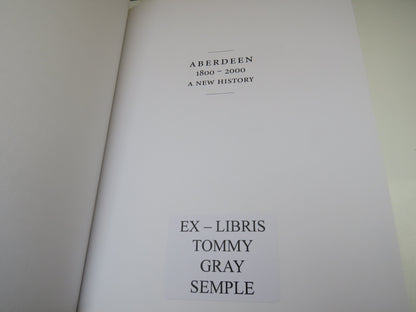 ABERDEEN
1800 – 2000
A NEW HISTORY
EX – LIBRIS
TOMMY
GRAY
SEMPLE